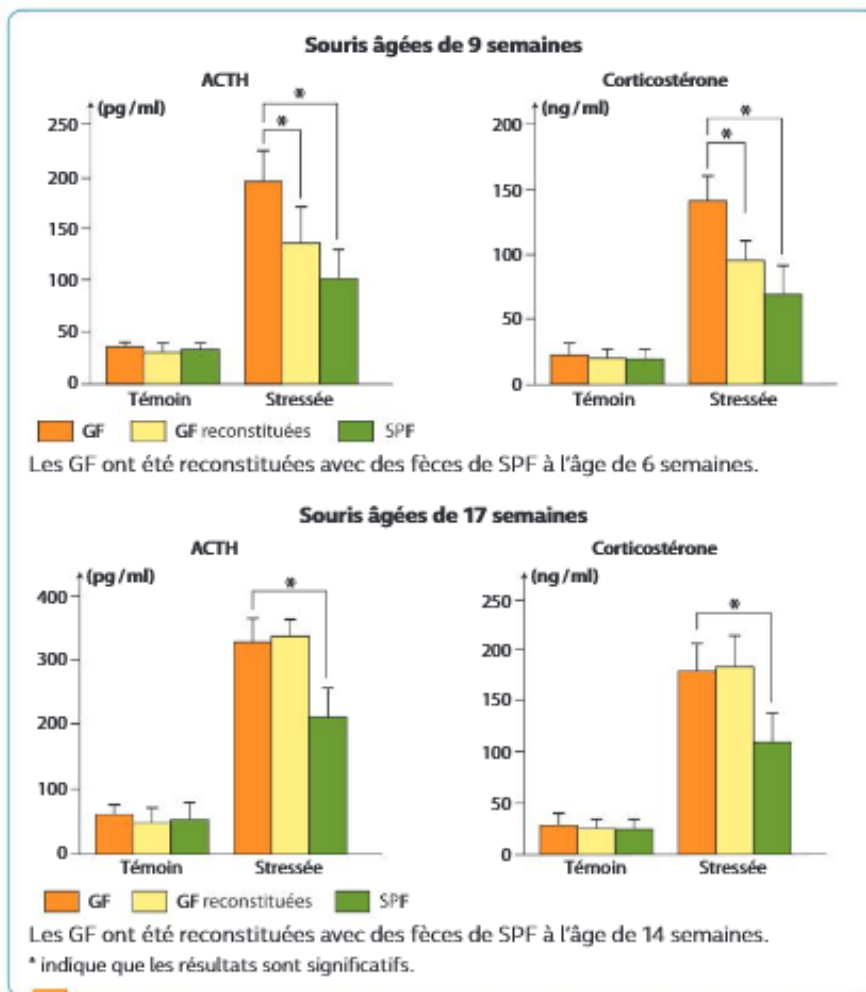 Souris âgées de 9 semaines
ACTH
(pg/ml)
250
200
150
100
50
0
*
*
Témoin
Stressée
Corticostérone
(ng/ml)
200
150
100
50
0
*
*
Témoin
Stressée
GF
GF reconstituées
SPF
Les GF ont été reconstituées avec des fèces de SPF à l'âge de 6 semaines.
Souris âgées de 17 semaines
ACTH
(pg/ml)
400
300
200
100
0
*
Témoin
Stressée
Corticostérone
(ng/ml)
250
200
150
100
50
0
*
Témoin
Stressée
GF
GF reconstituées
SPF
Les GF ont été reconstituées avec des fèces de SPF à l'âge de 14 semaines.
* indique que les résultats sont significatifs.